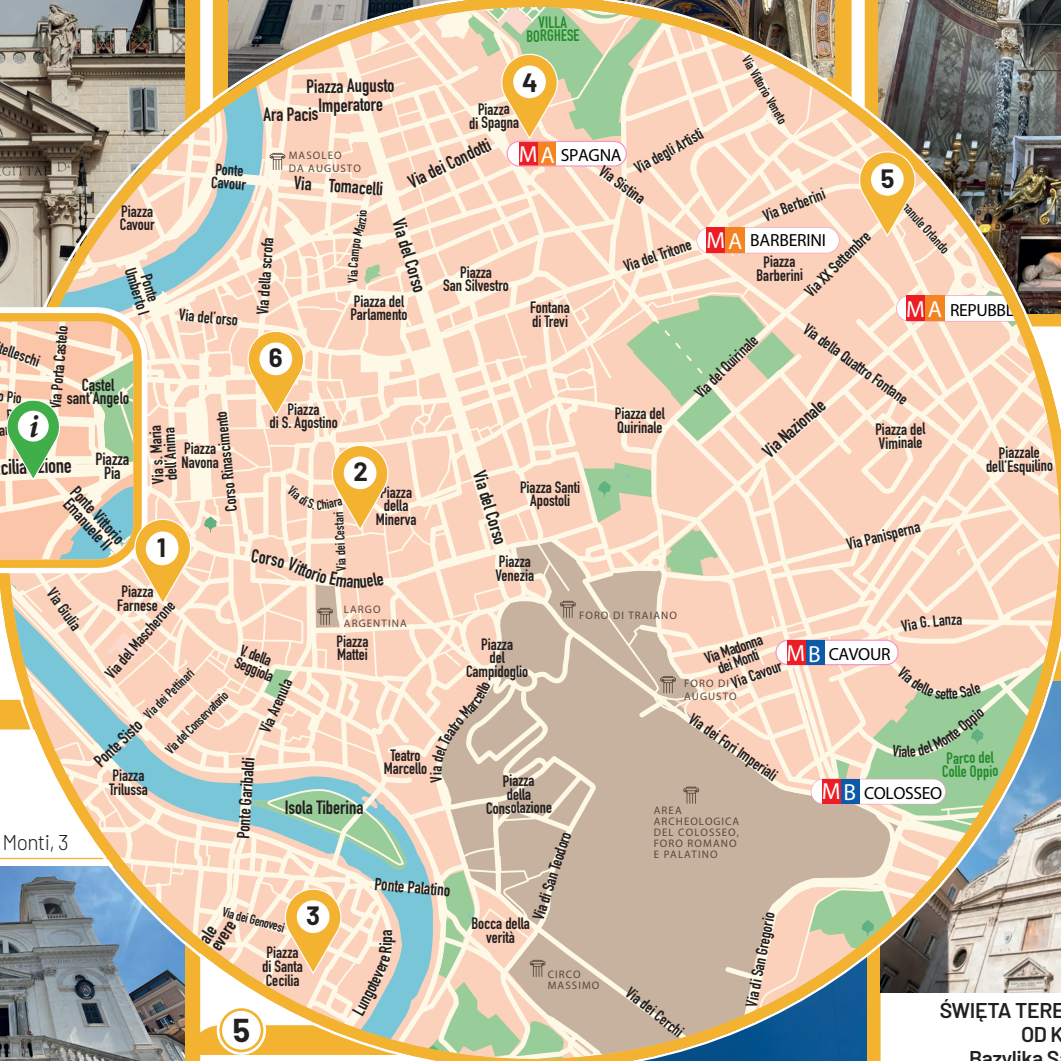 VILLA
BORGHESE
4
Piazza Augusto
Imperatore
Ara Pacis
Piazza
di Spagna
M A SPAGNA
Via Vittorio Veneto
Via degli Artisti
MASOLEO
DA AUGUSTO
Via dei Condotti
Via Sistina
5
Ponte
Cavour
Via Tomacelli
Piazza
Cavour
Via Campo Marzio
Via del Corso
Via Berberini
M A BARBERINI
Piazza
Barberini
Via del Tritone
Via XX Settembre
Orlando
Ponte
Umberto I
Via della scrofa
Piazza
San Silvestro
Via del'orso
Piazza del
Parlamento
Fontana
di Trevi
M A REPUBBL
Via della Quattro Fontane
Via del Quirinale
6
Piazza
di S. Agostino
Via Porta Castelo
telleschi
Castel
sant'Angelo
Pio
i
Piazza
Pia
Ponte Vittorio
Emanuele II
Via s. Maria
dell'Anima
Piazza
Navona
Corso Rinascimento
Piazza del
Quirinale
Via Nazionale
Piazza del
Viminale
Piazzale
dell'Esquilino
2
Piazza
della
Minerva
Via di S. Chiara
Via dei Cestari
Via del Corso
Piazza Santi
Apostoli
Via Panisperna
1
Piazza
Farnese
Corso Vittorio Emanuele
Piazza
Venezia
LARGO
ARGENTINA
FORO DI TRAIANO
Via Giulia
Via del Mascherone
Piazza
Mattei
Piazza
del
Campidoglio
Via G. Lanza
Via Madonna
dei Monti
M B CAVOUR
Via Cavour
FORO DI
AUGUSTO
Via delle sette Sale
V. della
Seggiola
Via dei Pettinari
Via dei Conservatorio
Via Arenula
Via del Teatro Marcello
Via dei Fori Imperiali
Viale del Monte Oppio
Parco del
Colle Oppio
Ponte Sisto
Piazza
Trilussa
Teatro
Marcello
Piazza
della
Consolazione
M B COLOSSEO
Ponte Garibaldi
Isola Tiberina
AREA
ARCHEOLOGICA
DEL COLOSSEO,
FORO ROMANO
E PALATINO
Monti, 3
Ponte Palatino
Via di San Teodoro
3
Via dei Genovesi
Piazza
di Santa
Cecilia
Lungotevere Ripa
Bocca della
verità
Via di San Gregorio
CIRCO
MASSIMO
Via dei Cerchi
5
ŚWIĘTA TERE
OD K
Bazylika S